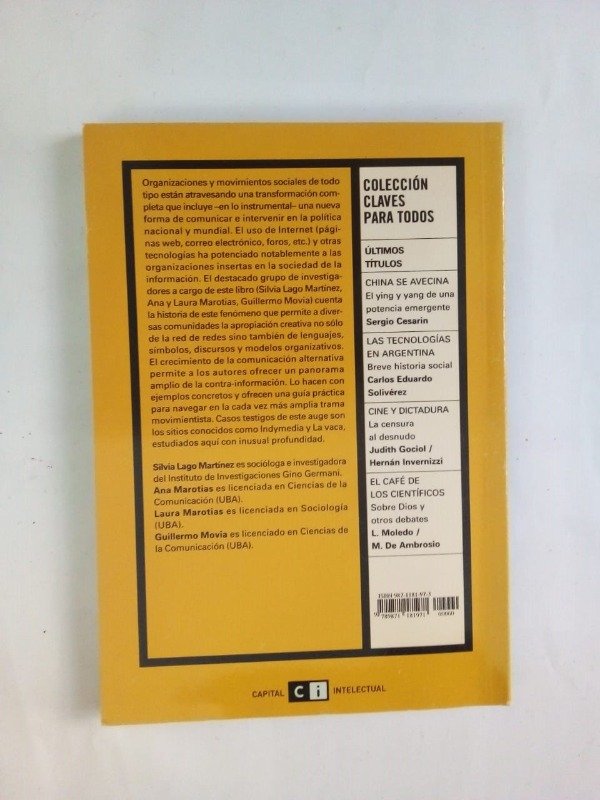 Organizaciones y movimientos sociales de todo
tipo están atravesando una transformación com-
pleta que incluye –en lo instrumental– una nueva
forma de comunicar e intervenir en la política
nacional y mundial. El uso de Internet (pági-
nas web, correo electrónico, foros, etc.) y otras
tecnologías ha potenciado notablemente a las
organizaciones insertas en la sociedad de la
información. El destacado grupo de investiga-
dores a cargo de este libro (Silvia Lago Martínez,
Ana y Laura Marotias, Guillermo Movia) cuenta
la historia de este fenómeno que permite a diver-
sas comunidades la apropiación creativa no sólo
de la red de redes sino también de lenguajes,
símbolos, discursos y modelos organizativos.
El crecimiento de la comunicación alternativa
permite a los autores ofrecer un panorama
amplio de la contra-información. Lo hacen con
ejemplos concretos y ofrecen una guía práctica
para navegar en la cada vez más amplia trama
movimientista. Casos testigos de este auge son
los sitios conocidos como Indymedia y La vaca,
estudiados aquí con inusual profundidad.
Silvia Lago Martínez es socióloga e investigadora
del Instituto de Investigaciones Gino Germani.
Ana Marotias es licenciada en Ciencias de la
Comunicación (UBA).
Laura Marotias es licenciada en Sociología
(UBA).
Guillermo Movia es licenciado en Ciencias de
la Comunicación (UBA).
COLECCIÓN
CLAVES
PARA TODOS
ÚLTIMOS
TÍTULOS
CHINA SE AVECINA
El ying y yang de una
potencia emergente
Sergio Cesarin
LAS TECNOLOGÍAS
EN ARGENTINA
Breve historia social
Carlos Eduardo
Solivérez
CINE Y DICTADURA
La censura
al desnudo
Judith Gociol /
Hernán Invernizzi
EL CAFÉ DE
LOS CIENTÍFICOS
Sobre Dios y
otros debates
L. Moledo /
M. De Ambrosio
ISBN 987-1181-97-3
9 789871 181971
CAPITAL Ci INTELECTUAL